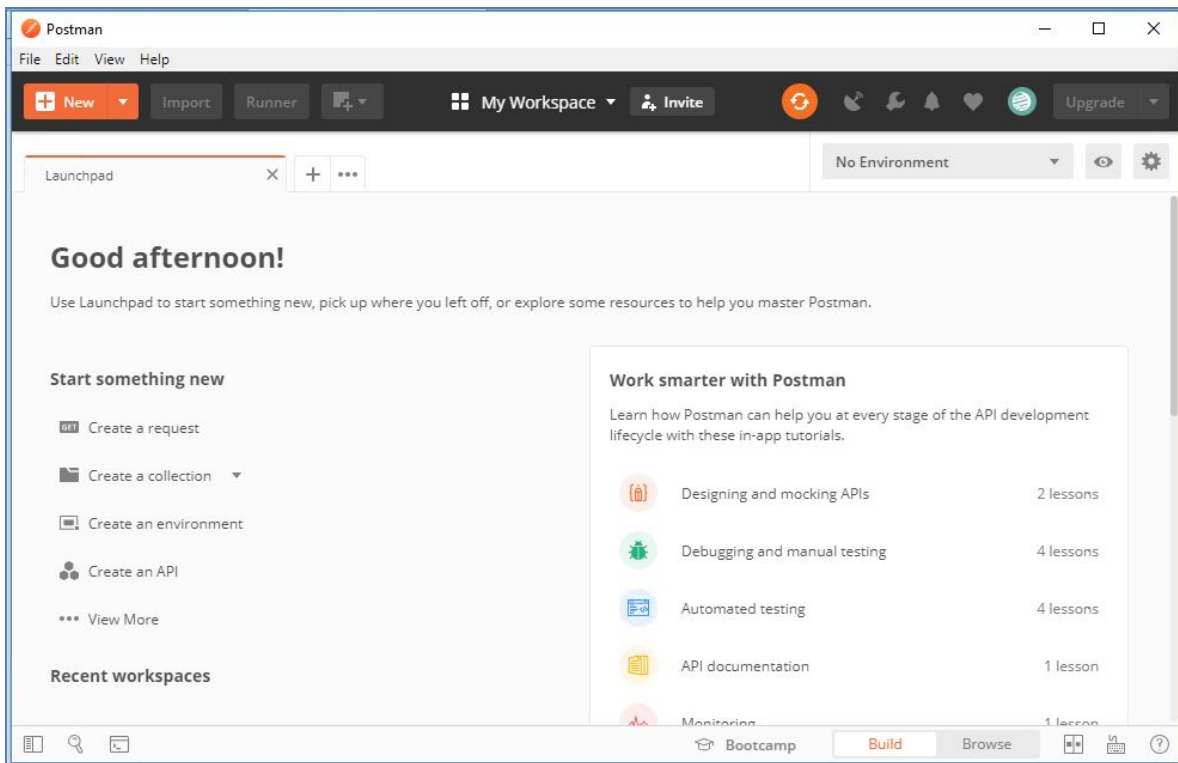 Postman
File Edit View Help
New Import Runner My Workspace Invite Upgrade
Launchpad No Environment
Good afternoon!
Use Launchpad to start something new, pick up where you left off, or explore some resources to help you master Postman.
Start something new
GET Create a request
Create a collection
Create an environment
Create an API
View More
Recent workspaces
Work smarter with Postman
Learn how Postman can help you at every stage of the API development
lifecycle with these in-app tutorials.
Designing and mocking APIs 2 lessons
Debugging and manual testing 4 lessons
Automated testing 4 lessons
API documentation 1 lesson
Monitoring 1 lesson
Bootcamp Build Browse